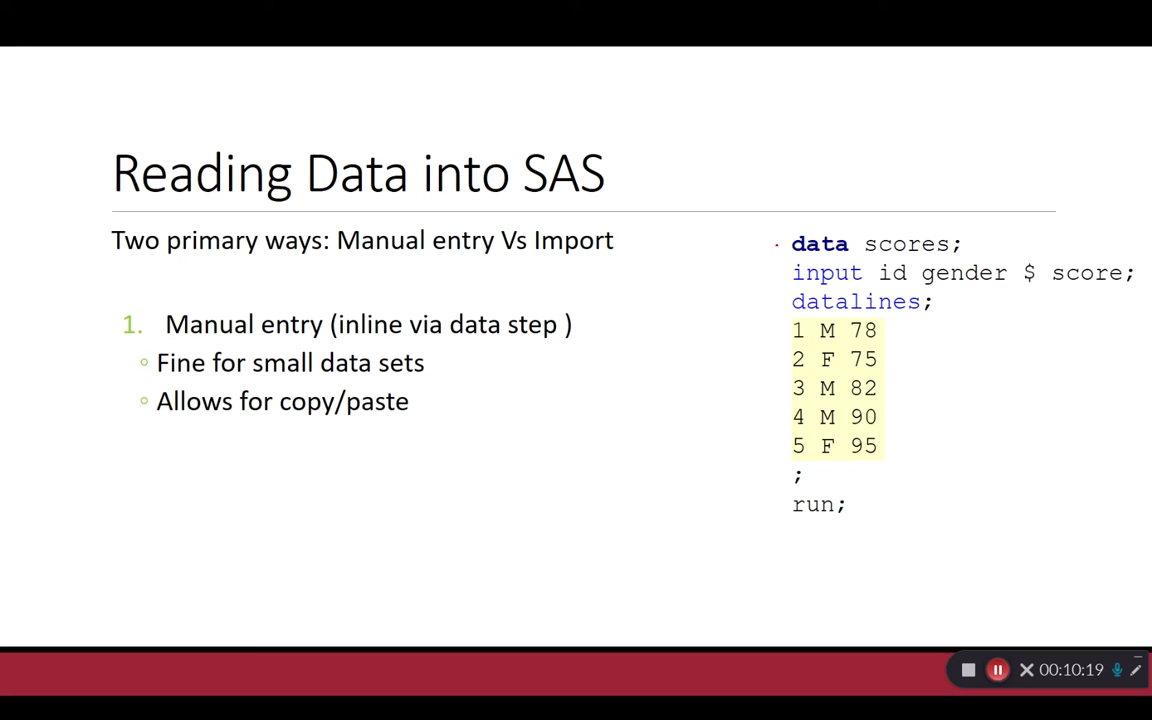 Reading Data into SAS
Two primary ways: Manual entry Vs Import
1. Manual entry (inline via data step )
◦ Fine for small data sets
◦ Allows for copy/paste
data scores;
input id gender $ score;
datalines;
1 M 78
2 F 75
3 M 82
4 M 90
5 F 95
;
run;
00:10:19